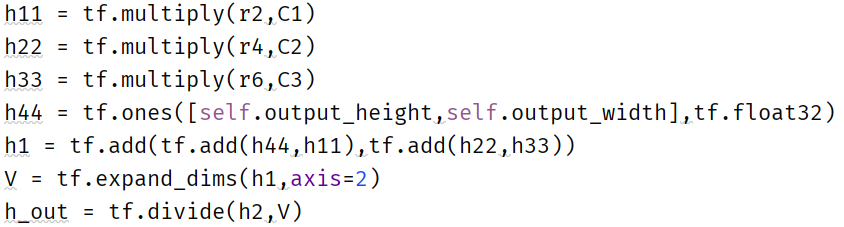 h11 = tf.multiply(r2,C1)
h22 = tf.multiply(r4,C2)
h33 = tf.multiply(r6,C3)
h44 = tf.ones([self.output_height,self.output_width],tf.float32)
h1 = tf.add(tf.add(h44,h11),tf.add(h22,h33))
V = tf.expand_dims(h1,axis=2)
h_out = tf.divide(h2,V)